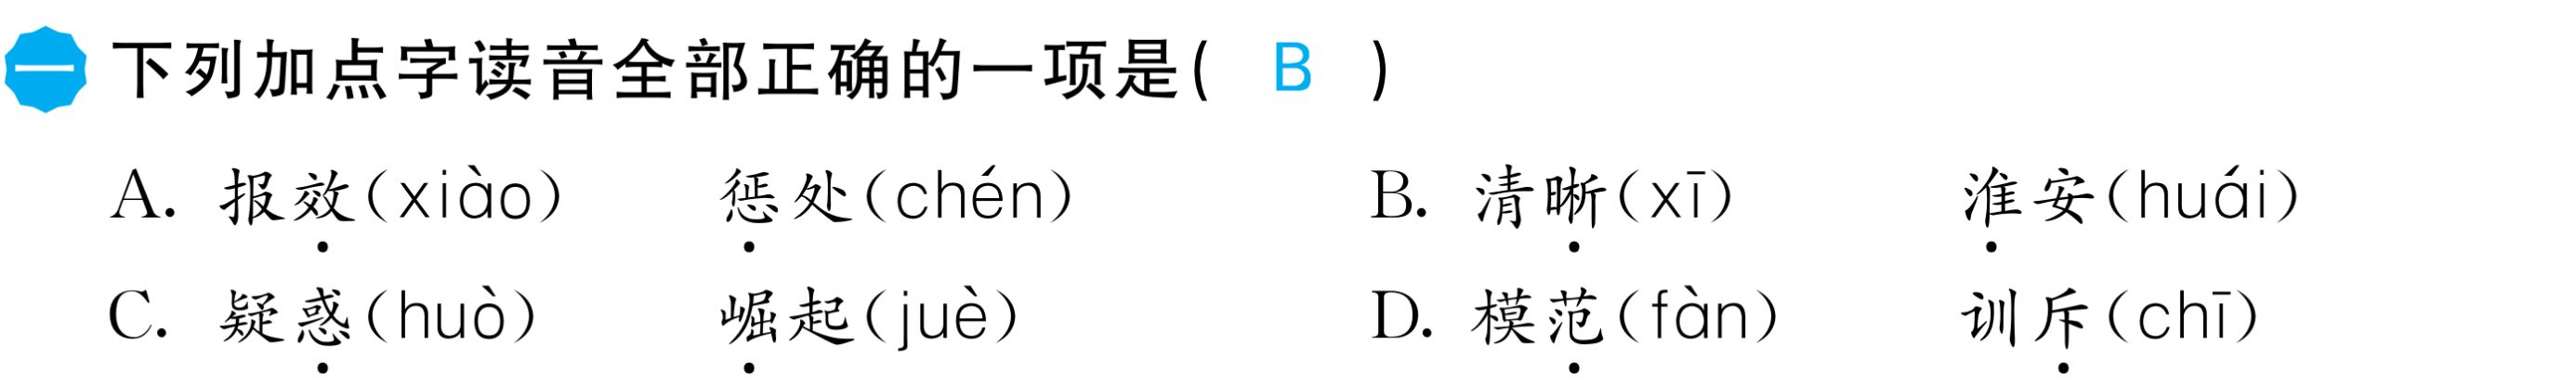 一 下列加点字读音全部正确的一项是( B )
A. 报效(xiào) 惩处(chén) B. 清晰(xī) 淮安(huái)
C. 疑惑(huò) 崛起(juè) D. 模范(fàn) 训斥(chī)